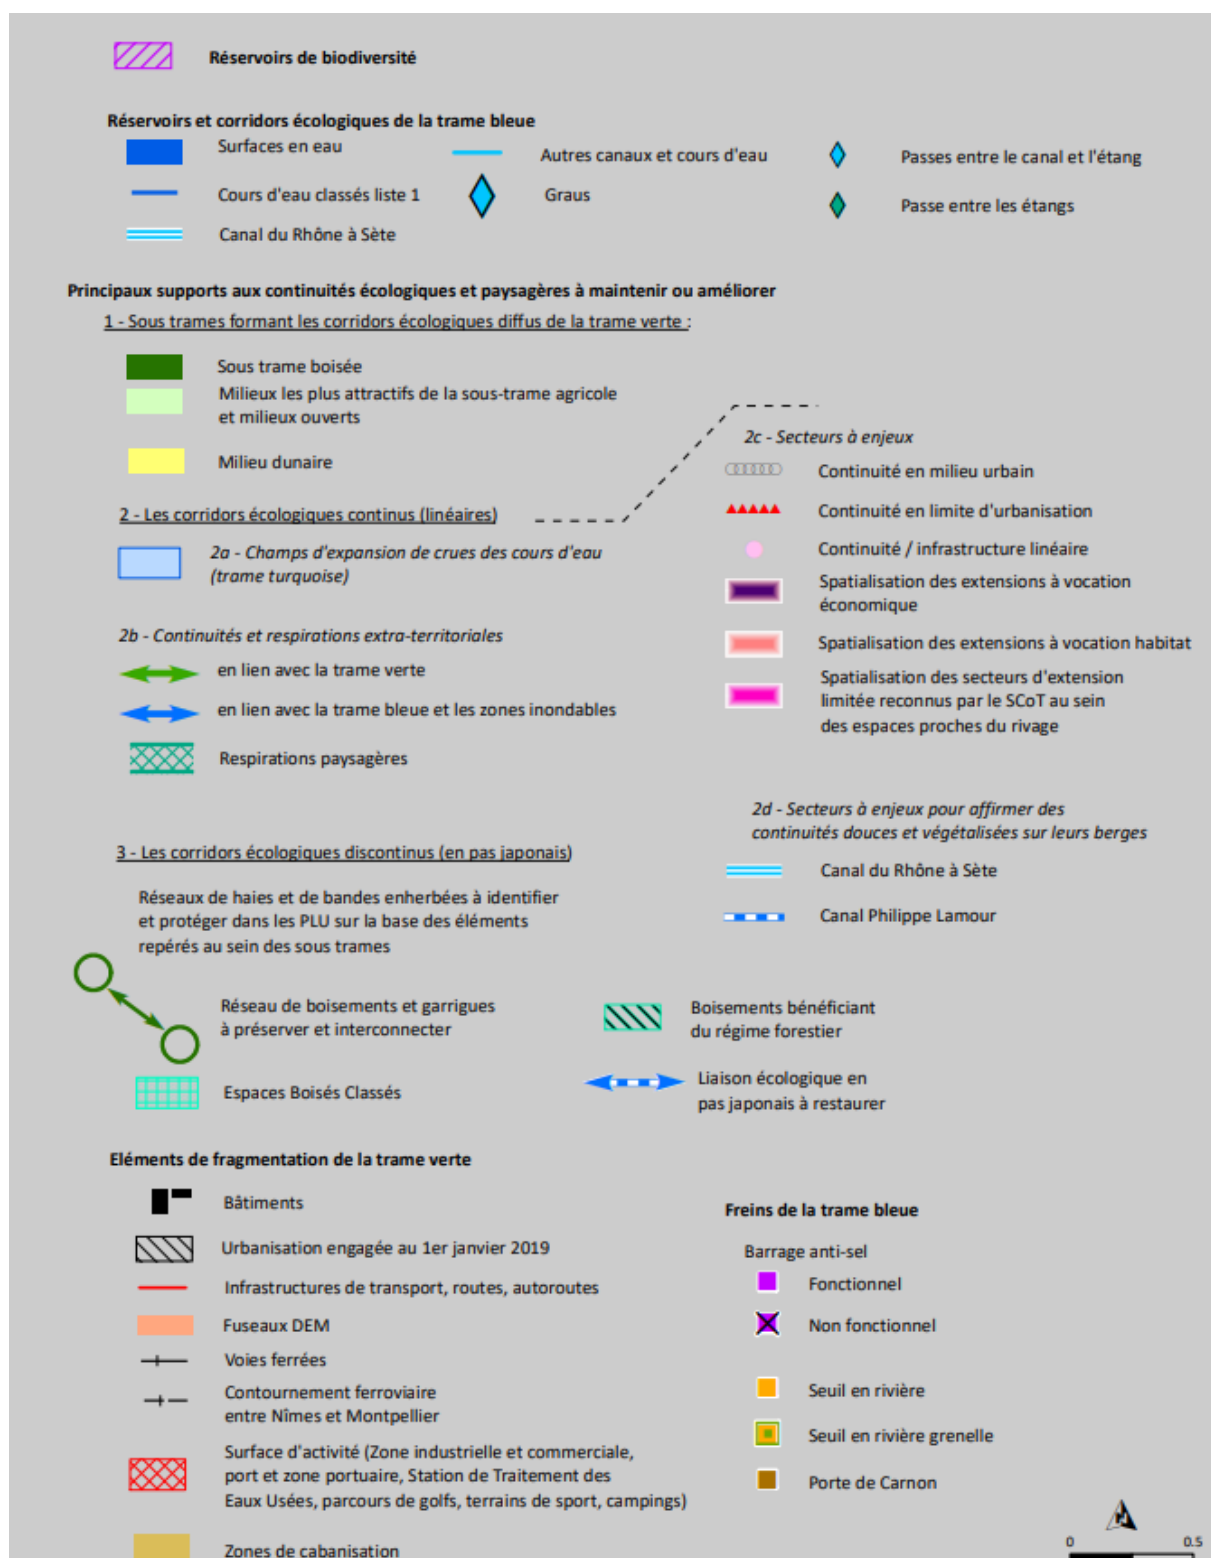 Réservoirs de biodiversité
Réservoirs et corridors écologiques de la trame bleue
Surfaces en eau
Autres canaux et cours d'eau
Passes entre le canal et l'étang
Cours d'eau classés liste 1
Graus
Passe entre les étangs
Canal du Rhône à Sète
Principaux supports aux continuités écologiques et paysagères à maintenir ou améliorer
1 - Sous trames formant les corridors écologiques diffus de la trame verte :
Sous trame boisée
Milieux les plus attractifs de la sous-trame agricole
et milieux ouverts
Milieu dunaire
2 - Les corridors écologiques continus (linéaires)
2a - Champs d'expansion de crues des cours d'eau
(trame turquoise)
2b - Continuités et respirations extra-territoriales
en lien avec la trame verte
en lien avec la trame bleue et les zones inondables
Respirations paysagères
2c - Secteurs à enjeux
Continuité en milieu urbain
Continuité en limite d'urbanisation
Continuité / infrastructure linéaire
Spatialisation des extensions à vocation
économique
Spatialisation des extensions à vocation habitat
Spatialisation des secteurs d'extension
limitée reconnus par le SCoT au sein
des espaces proches du rivage
2d - Secteurs à enjeux pour affirmer des
continuités douces et végétalisées sur leurs berges
Canal du Rhône à Sète
Canal Philippe Lamour
3 - Les corridors écologiques discontinus (en pas japonais)
Réseaux de haies et de bandes enherbées à identifier
et protéger dans les PLU sur la base des éléments
repérés au sein des sous trames
Réseau de boisements et garrigues
à préserver et interconnecter
Boisements bénéficiant
du régime forestier
Espaces Boisés Classés
Liaison écologique en
pas japonais à restaurer
Eléments de fragmentation de la trame verte
Bâtiments
Urbanisation engagée au 1er janvier 2019
Infrastructures de transport, routes, autoroutes
Fuseaux DEM
Voies ferrées
Contournement ferroviaire
entre Nîmes et Montpellier
Surface d'activité (Zone industrielle et commerciale,
port et zone portuaire, Station de Traitement des
Eaux Usées, parcours de golfs, terrains de sport, campings)
Zones de cabanisation
Freins de la trame bleue
Barrage anti-sel
Fonctionnel
Non fonctionnel
Seuil en rivière
Seuil en rivière grenelle
Porte de Carnon
0 0.5